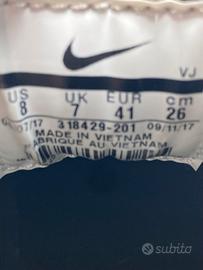 VJ
US UK EUR cm
8 7 41 26
07/17 318429-201 09/11/17
MADE IN VIETNAM
FABRIQUE AU VIETNAM
subito